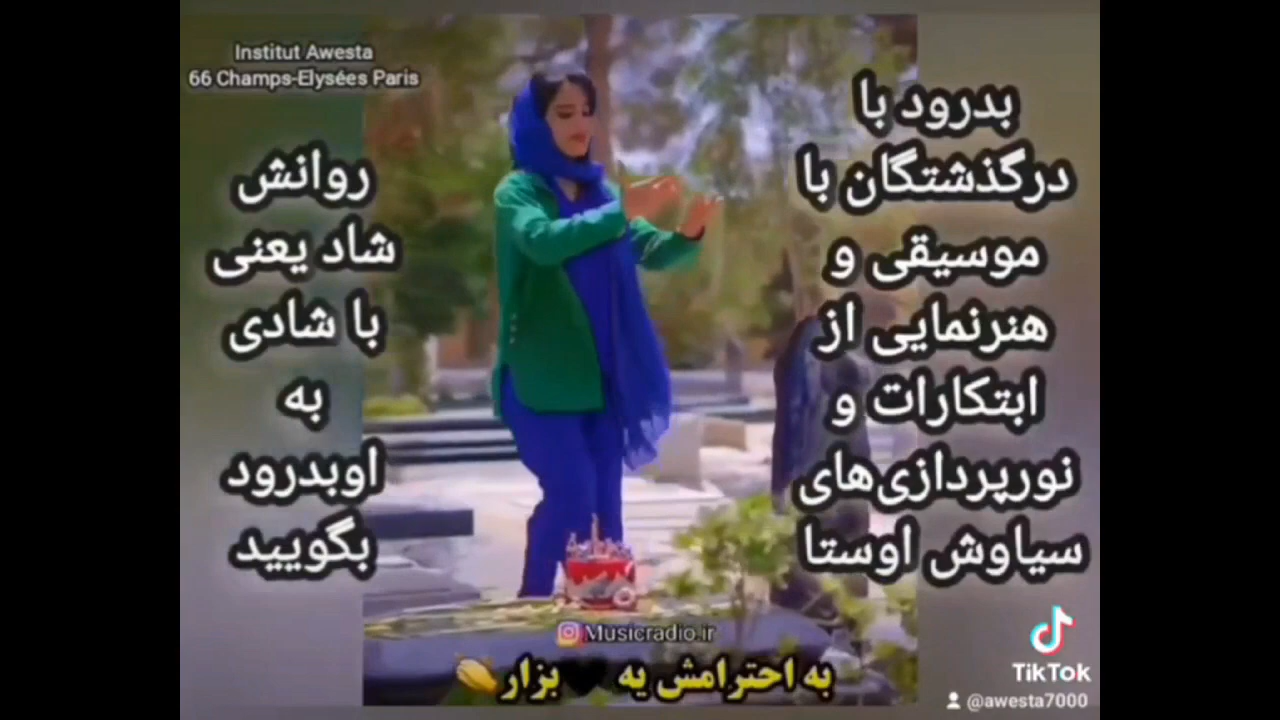 Institut Awesta
66 Champs-Elysées Paris
بدرود با
درگذشتگان با
موسیقی و
هنرنمایی از
ابتکارات و
نورپردازی‌های
سیاوش اوستا
روانش
شاد یعنی
با شادی
به
اوبدرود
بگویید
Musicradio.ir
به احترامش یه 🖤 بزار 👏
TikTok
@awesta7000